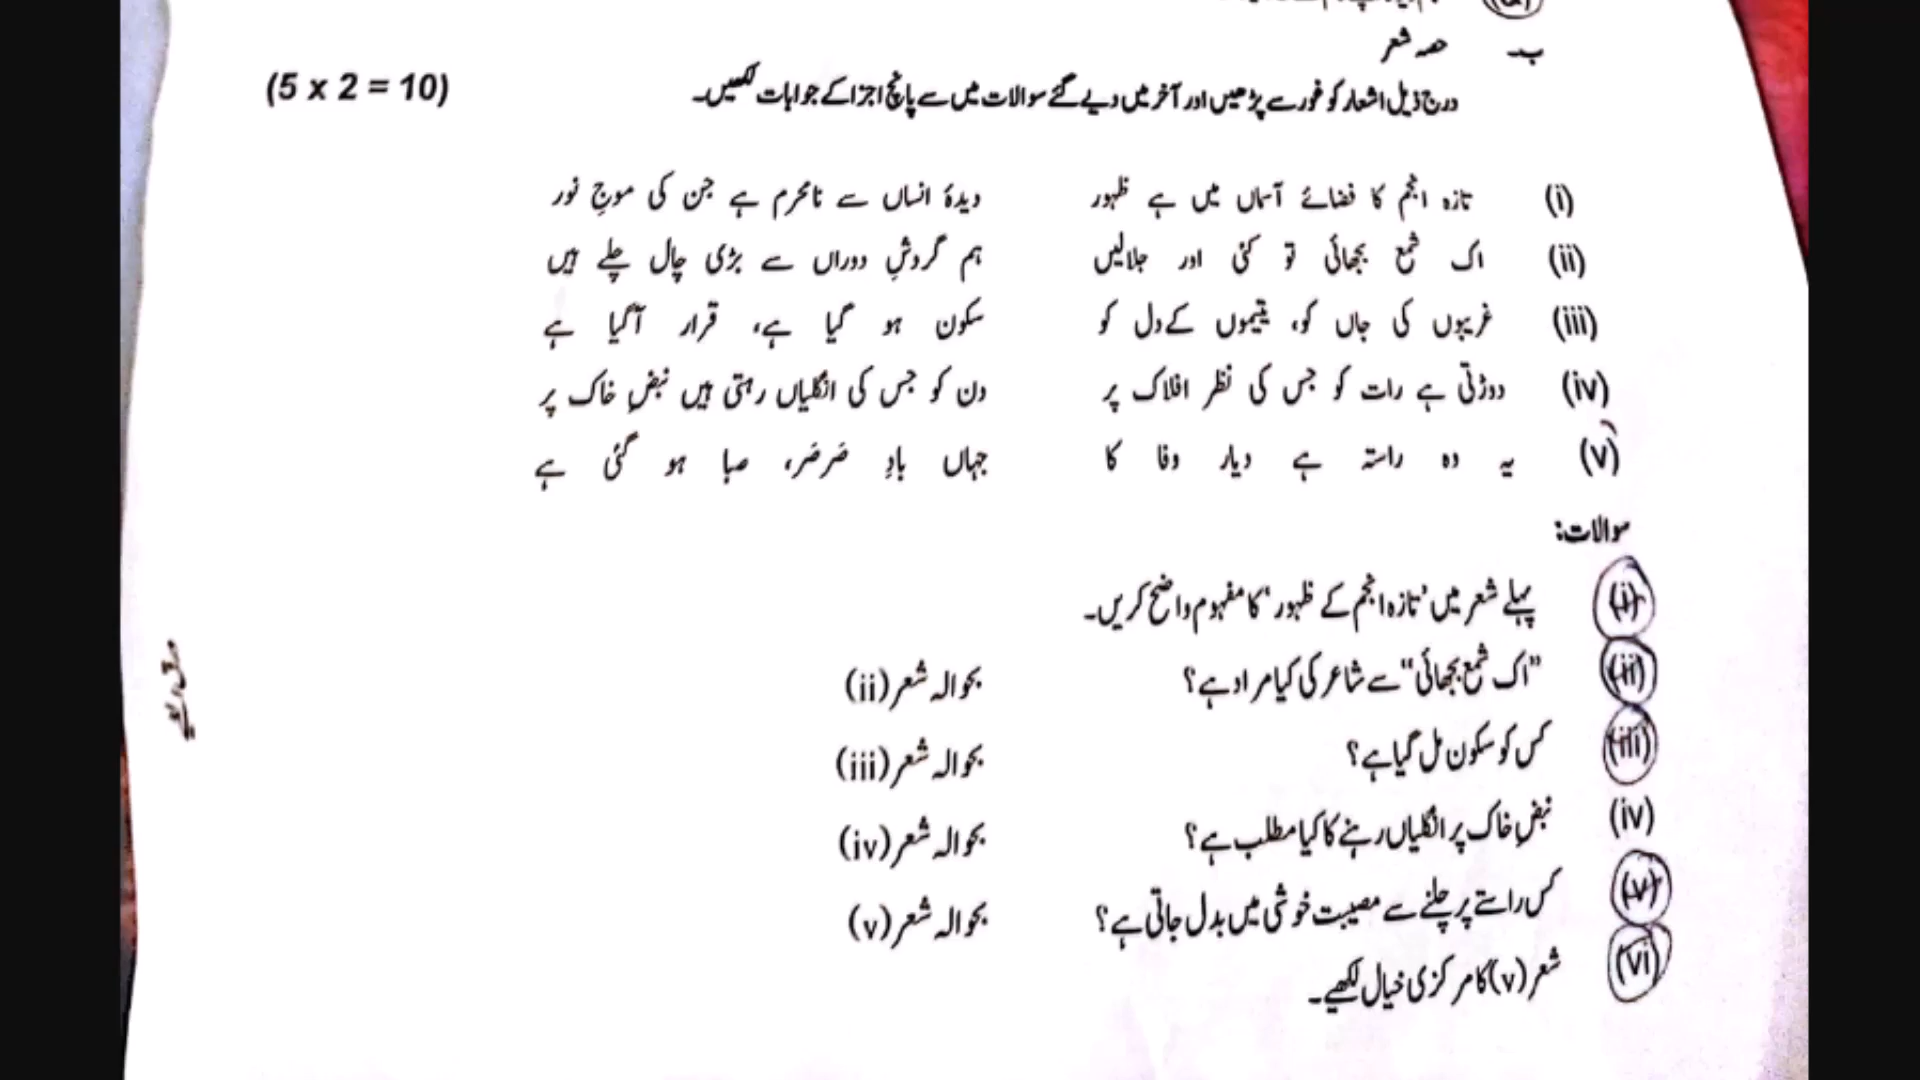 ب۔ حصہ شعر
درج ذیل اشعار کو غور سے پڑھیں اور آخر میں دیے گئے سوالات میں سے پانچ اجزا کے جوابات لکھیں۔ (5 x 2 = 10)
(i) تازہ انجم کا فضائے آسماں میں ہے ظہور دیدۂ انساں سے نامحرم ہے جن کی موجِ نور
(ii) اک شمع بجھائی تو کئی اور جلالیں ہم گردشِ دوراں سے بڑی چال چلے ہیں
(iii) غریبوں کی جاں کو، یتیموں کے دل کو سکون ہو گیا ہے، قرار آگیا ہے
(iv) دوڑتی ہے رات کو جس کی نظر افلاک پر دن کو جس کی انگلیاں رہتی ہیں نبضِ خاک پر
(v) یہ وہ راستہ ہے دیار وفا کا جہاں بادِ صَرصَر، صبا ہو گئی ہے
سوالات:
(i) پہلے شعر میں 'تازہ انجم کے ظہور' کا مفہوم واضح کریں۔
(ii) "اک شمع بجھائی" سے شاعر کی کیا مراد ہے؟ بحوالہ شعر (ii)
(iii) کس کو سکون مل گیا ہے؟ بحوالہ شعر (iii)
(iv) نبضِ خاک پر انگلیاں رہنے کا کیا مطلب ہے؟ بحوالہ شعر (iv)
(v) کس راستے پر چلنے سے مصیبت خوشی میں بدل جاتی ہے؟ بحوالہ شعر (v)
(vi) شعر (v) کا مرکزی خیال لکھیے۔